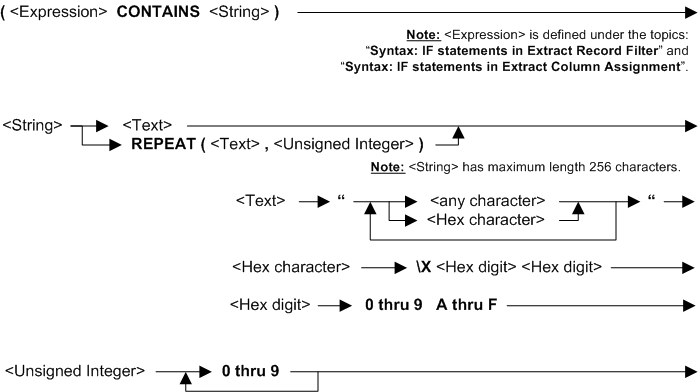 ( <Expression> CONTAINS <String> )
Note: <Expression> is defined under the topics:
“Syntax: IF statements in Extract Record Filter” and
“Syntax: IF statements in Extract Column Assignment”.
<String> <Text>
REPEAT ( <Text> , <Unsigned Integer> )
Note: <String> has maximum length 256 characters.
<Text> “ <any character> “
<Hex character>
<Hex character> \X <Hex digit> <Hex digit>
<Hex digit> 0 thru 9 A thru F
<Unsigned Integer> 0 thru 9